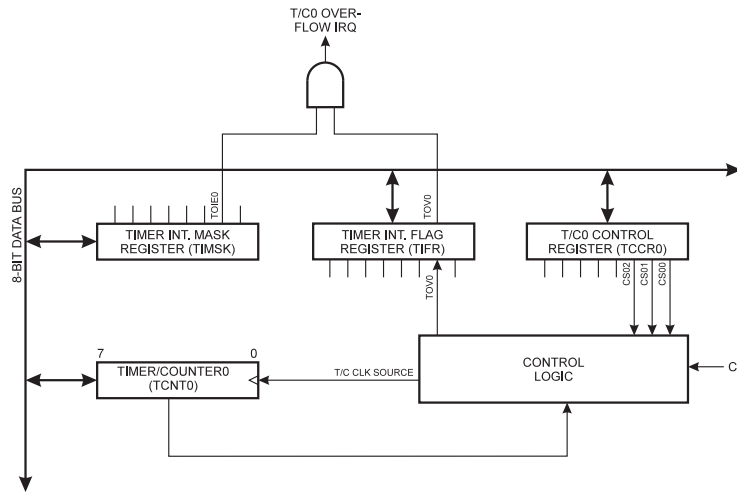 T/C0 OVER-
FLOW IRQ
8-BIT DATA BUS
TOIE0
TOV0
TIMER INT. MASK
REGISTER (TIMSK)
TIMER INT. FLAG
REGISTER (TIFR)
T/C0 CONTROL
REGISTER (TCCR0)
TOV0
CS02
CS01
CS00
7
0
TIMER/COUNTER0
(TCNT0)
T/C CLK SOURCE
CONTROL
LOGIC
C